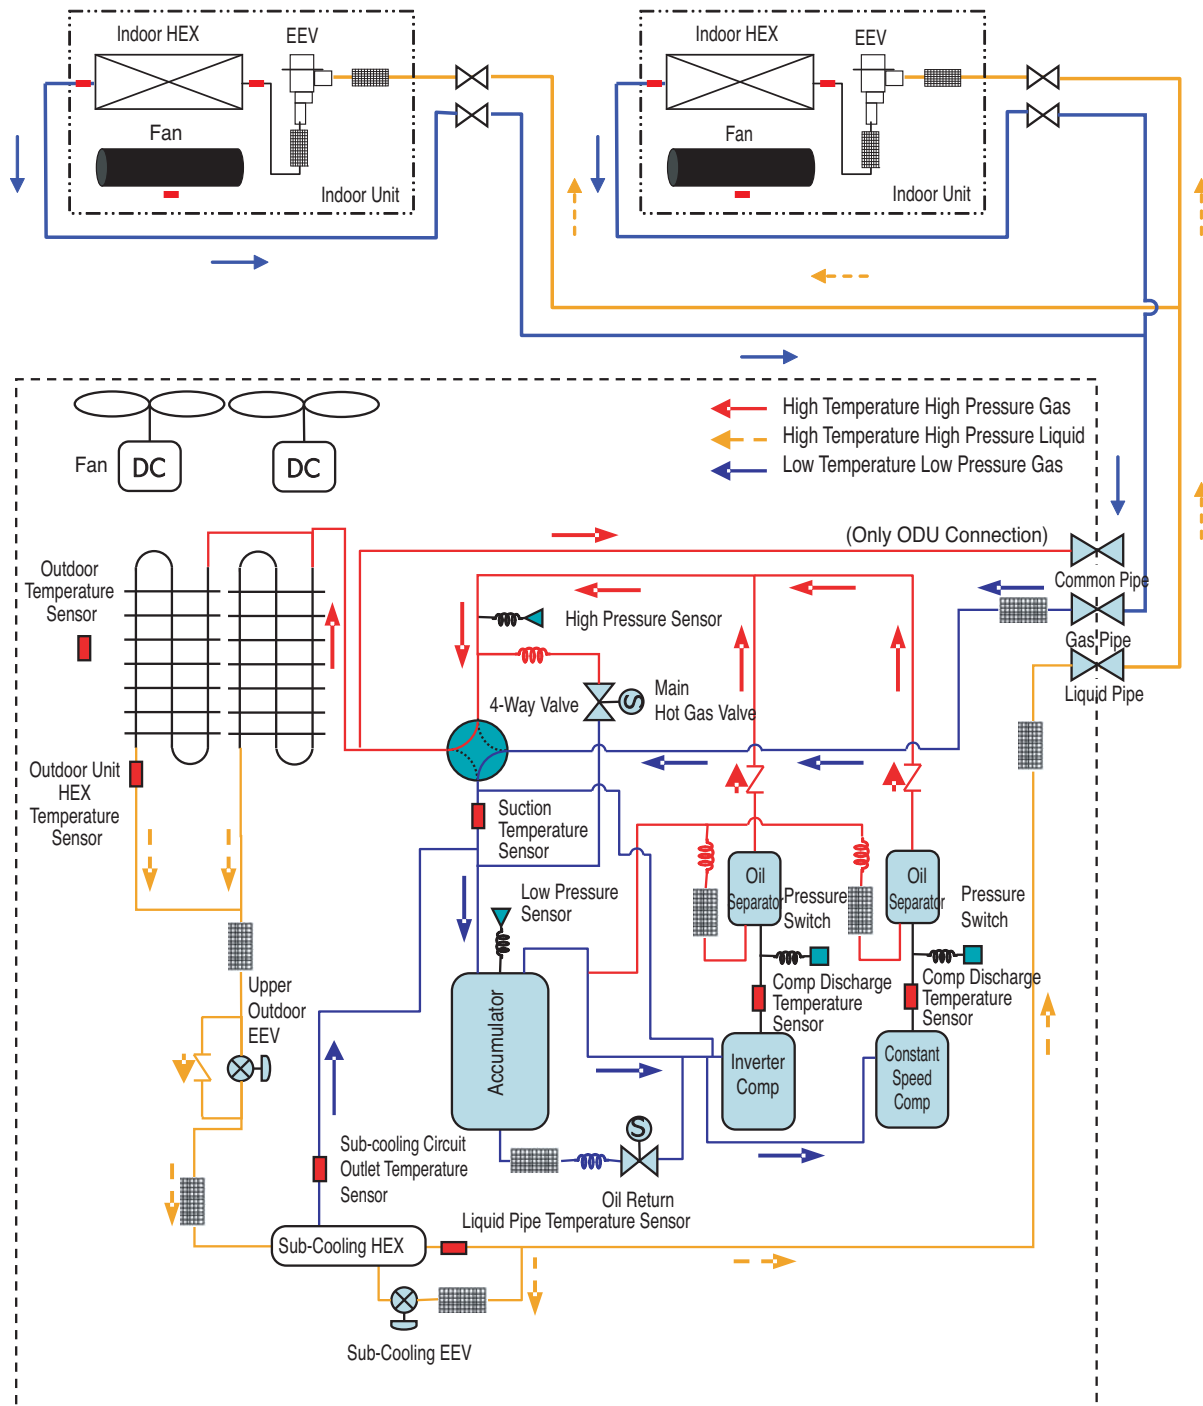 Indoor HEX
EEV
Fan
Indoor Unit
Indoor HEX
EEV
Fan
Indoor Unit
Fan
DC
DC
High Temperature High Pressure Gas
High Temperature High Pressure Liquid
Low Temperature Low Pressure Gas
(Only ODU Connection)
Common Pipe
Gas Pipe
Liquid Pipe
Outdoor
Temperature
Sensor
High Pressure Sensor
4-Way Valve
S
Main
Hot Gas Valve
Outdoor Unit
HEX
Temperature
Sensor
Suction
Temperature
Sensor
Low Pressure
Sensor
Oil
Separator
Pressure
Switch
Oil
Separator
Pressure
Switch
Comp Discharge
Temperature
Sensor
Comp Discharge
Temperature
Sensor
Upper
Outdoor
EEV
Accumulator
Inverter
Comp
Constant
Speed
Comp
S
Oil Return
Sub-cooling Circuit
Outlet Temperature
Sensor
Liquid Pipe Temperature Sensor
Sub-Cooling HEX
Sub-Cooling EEV